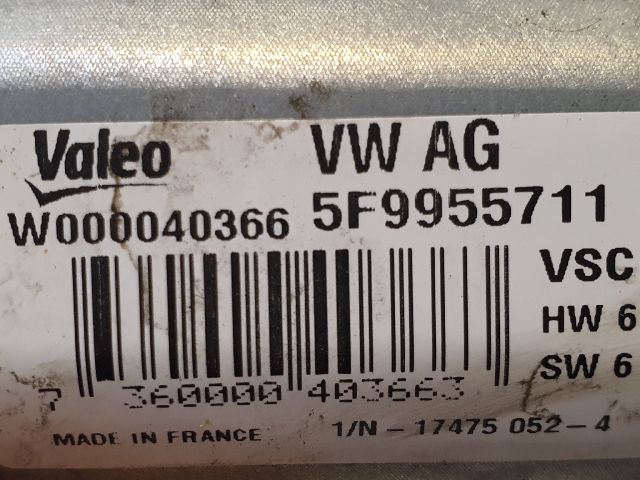 Valeo VW AG
W000040366 5F9955711
VSC
HW 6
SW 6
7 360000 403663
MADE IN FRANCE 1/N - 17475 052 - 4